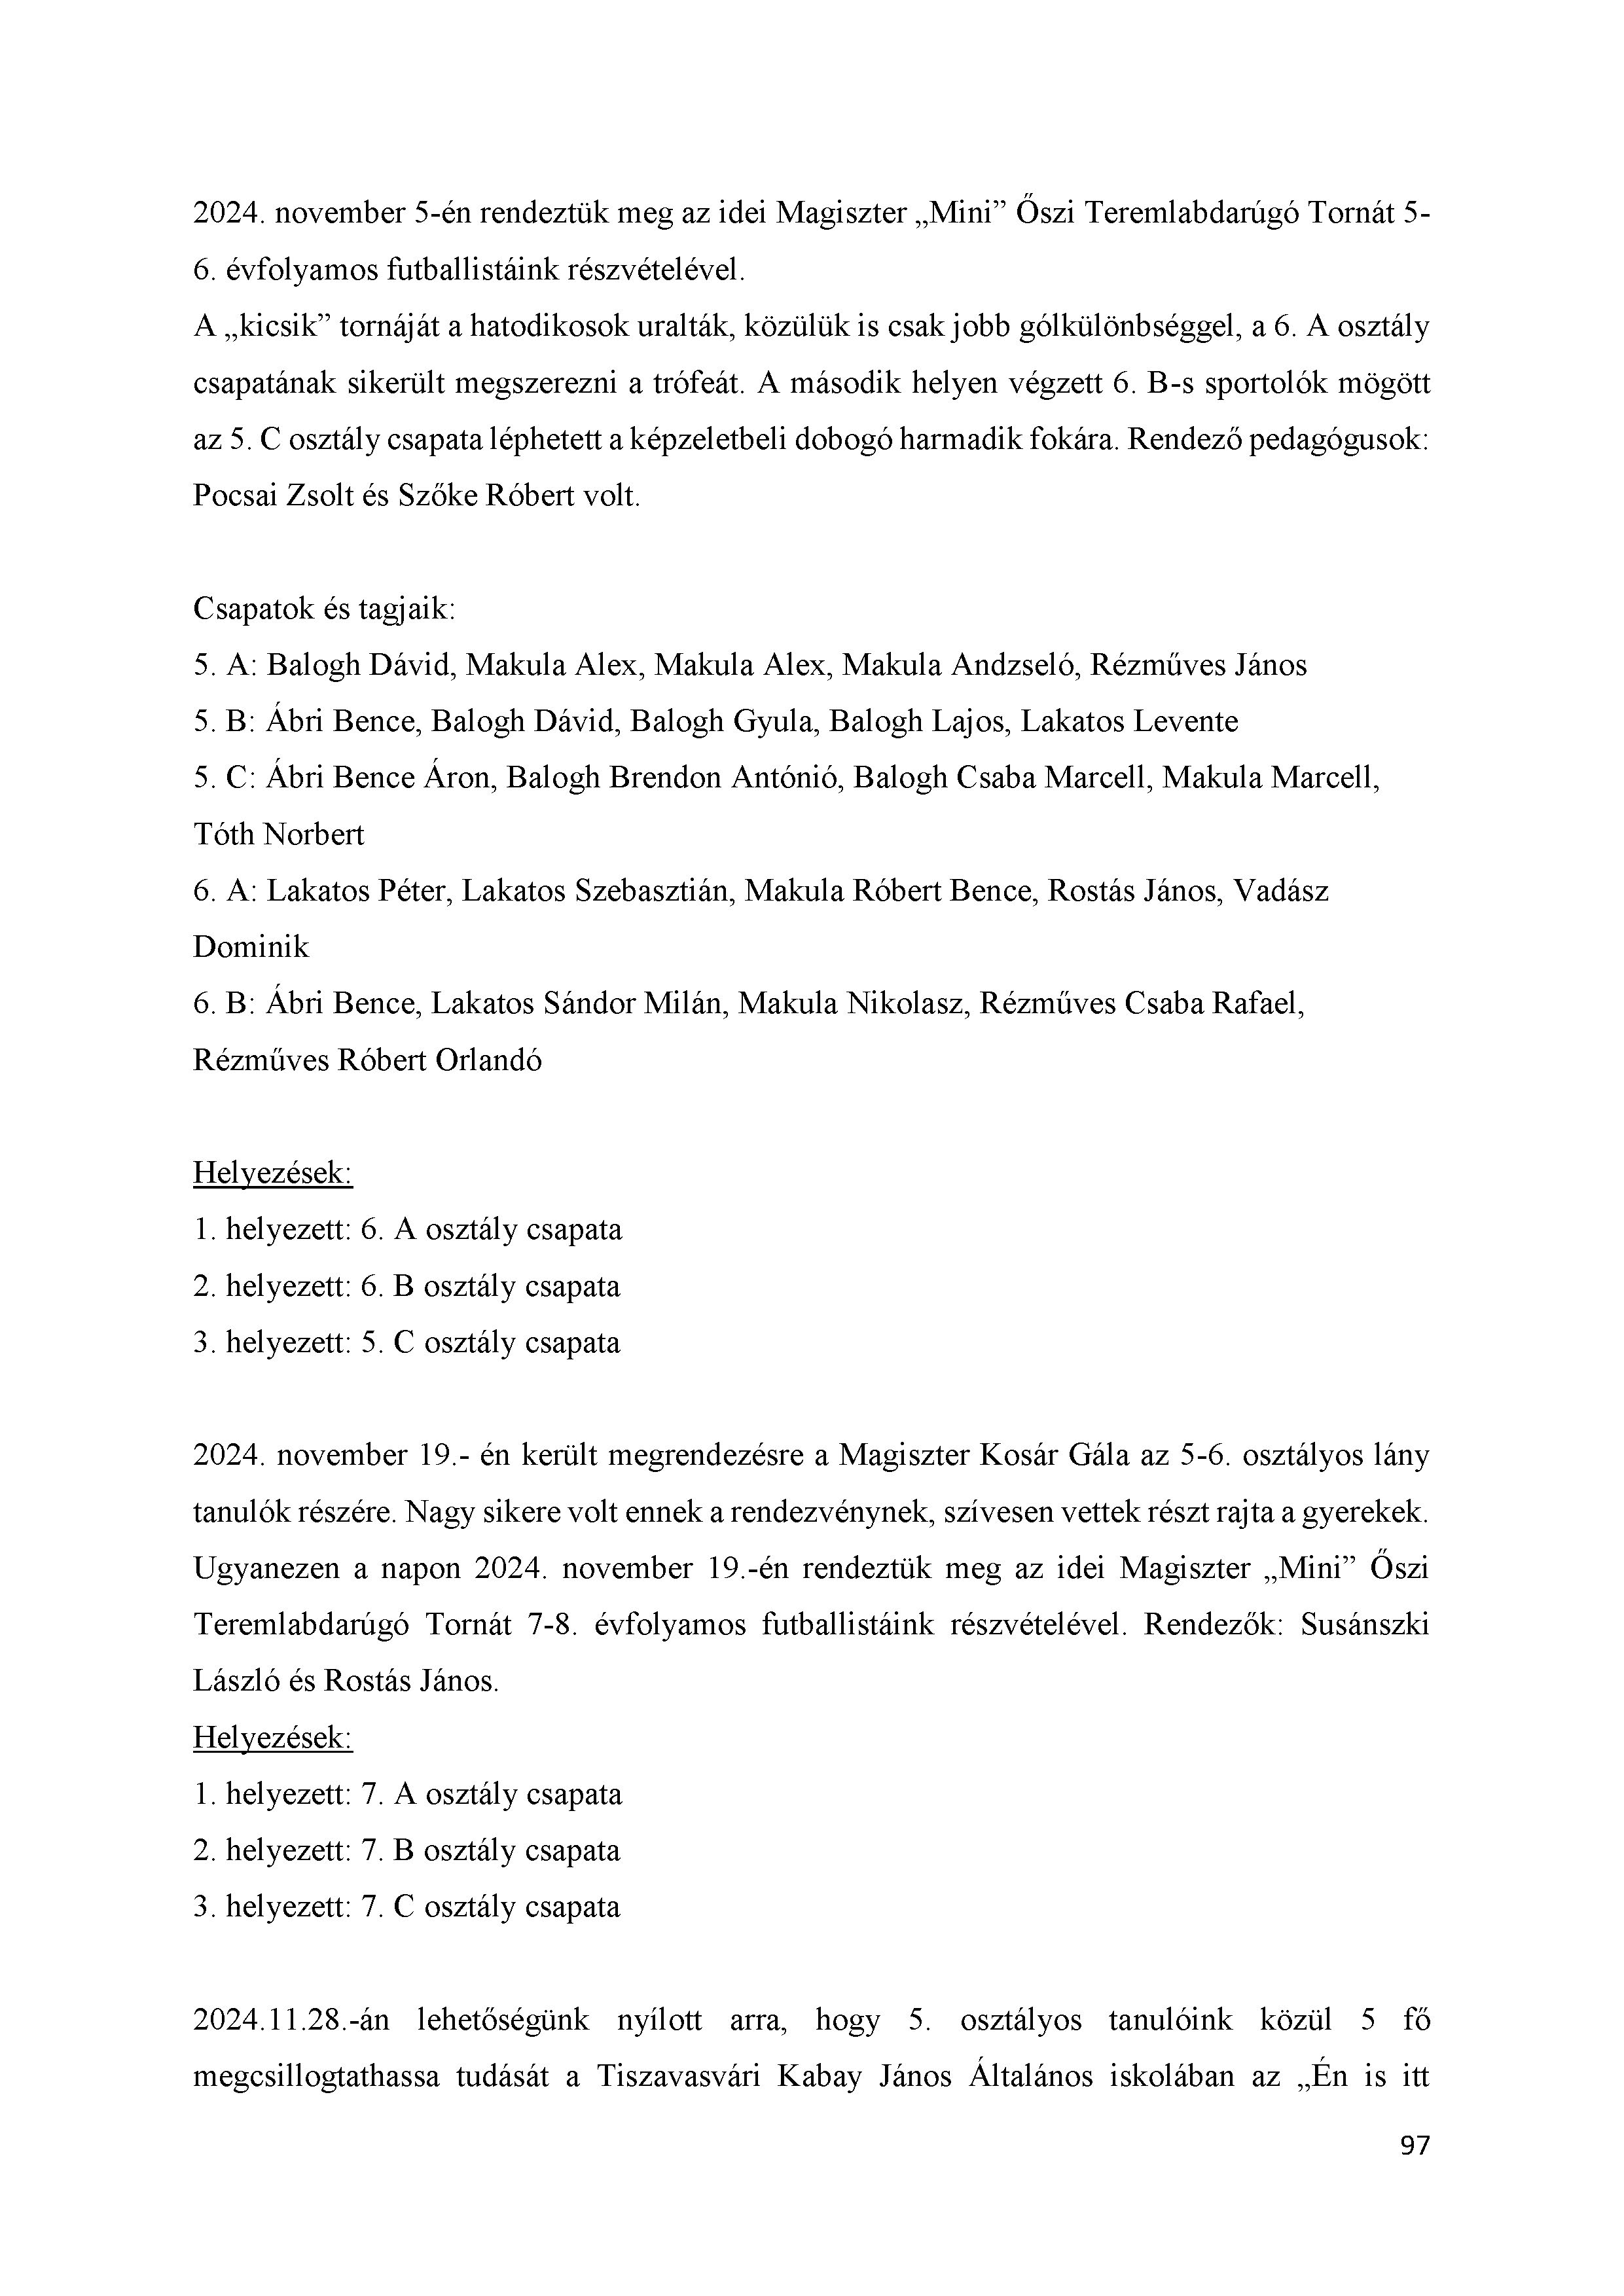 2024. november 5-én rendeztük meg az idei Magiszter „Mini” Őszi Teremlabdarúgó Tornát 5-
6. évfolyamos futballistáink részvételével.
A „kicsik” tornáját a hatodikosok uralták, közülük is csak jobb gólkülönbséggel, a 6. A osztály
csapatának sikerült megszerezni a trófeát. A második helyen végzett 6. B-s sportolók mögött
az 5. C osztály csapata léphetett a képzeletbeli dobogó harmadik fokára. Rendező pedagógusok:
Pocsai Zsolt és Szőke Róbert volt.
Csapatok és tagjaik:
5. A: Balogh Dávid, Makula Alex, Makula Alex, Makula Andzseló, Rézműves János
5. B: Ábri Bence, Balogh Dávid, Balogh Gyula, Balogh Lajos, Lakatos Levente
5. C: Ábri Bence Áron, Balogh Brendon Antónió, Balogh Csaba Marcell, Makula Marcell,
Tóth Norbert
6. A: Lakatos Péter, Lakatos Szebasztián, Makula Róbert Bence, Rostás János, Vadász
Dominik
6. B: Ábri Bence, Lakatos Sándor Milán, Makula Nikolasz, Rézműves Csaba Rafael,
Rézműves Róbert Orlandó
Helyezések:
1. helyezett: 6. A osztály csapata
2. helyezett: 6. B osztály csapata
3. helyezett: 5. C osztály csapata
2024. november 19.- én került megrendezésre a Magiszter Kosár Gála az 5-6. osztályos lány
tanulók részére. Nagy sikere volt ennek a rendezvénynek, szívesen vettek részt rajta a gyerekek.
Ugyanezen a napon 2024. november 19.-én rendeztük meg az idei Magiszter „Mini” Őszi
Teremlabdarúgó Tornát 7-8. évfolyamos futballistáink részvételével. Rendezők: Susánszki
László és Rostás János.
Helyezések:
1. helyezett: 7. A osztály csapata
2. helyezett: 7. B osztály csapata
3. helyezett: 7. C osztály csapata
2024.11.28.-án lehetőségünk nyílott arra, hogy 5. osztályos tanulóink közül 5 fő
megcsillogtathassa tudását a Tiszavasvári Kabay János Általános iskolában az „Én is itt
97